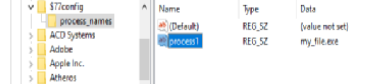 $77config
process_names
ACD Systems
Adobe
Apple Inc.
Atheros
Name Type Data
(Default) REG_SZ (value not set)
process1 REG_SZ my_file.exe